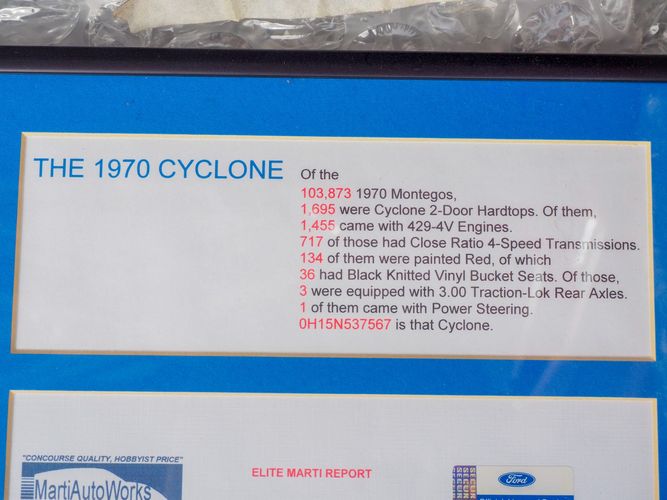 THE 1970 CYCLONE
Of the
103,873 1970 Montegos,
1,695 were Cyclone 2-Door Hardtops. Of them,
1,455 came with 429-4V Engines.
717 of those had Close Ratio 4-Speed Transmissions.
134 of them were painted Red, of which
36 had Black Knitted Vinyl Bucket Seats. Of those,
3 were equipped with 3.00 Traction-Lok Rear Axles.
1 of them came with Power Steering.
0H15N537567 is that Cyclone.
"CONCOURSE QUALITY, HOBBYIST PRICE"
MartiAutoWorks
ELITE MARTI REPORT
Ford